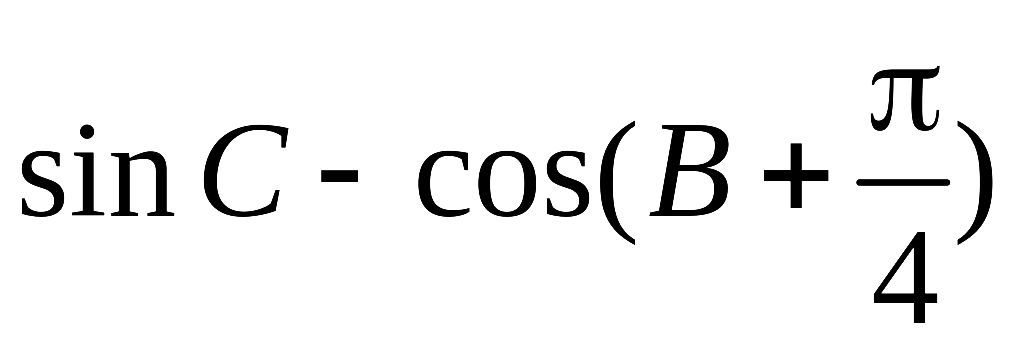 sin C - cos(B + π/4)